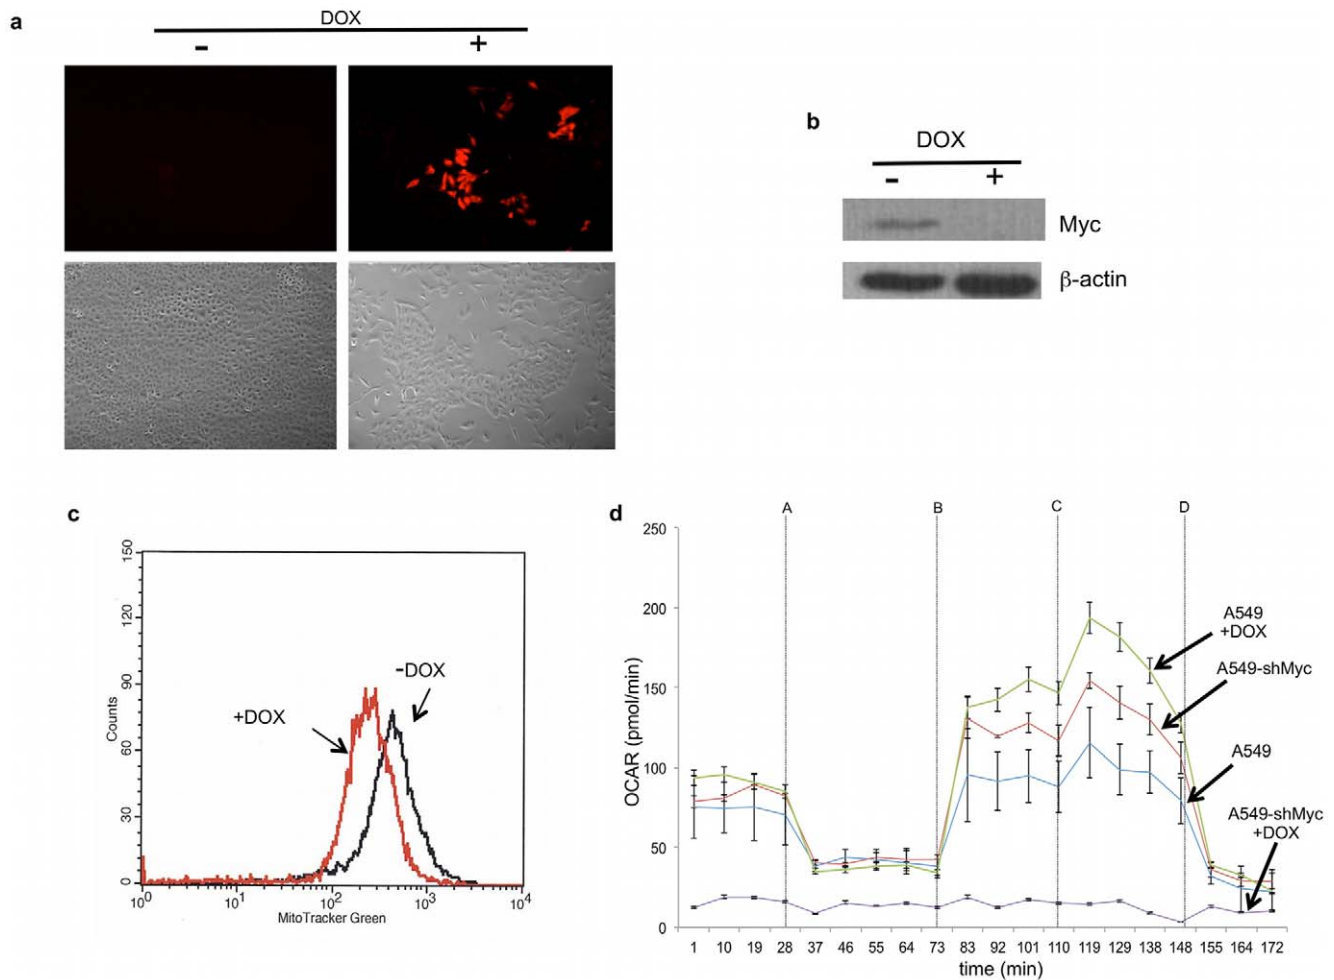 a
DOX
- +
b
DOX
- +
Myc
β-actin
c
150
120
90
60
30
0
Counts
-DOX
+DOX
10⁰ 10¹ 10² 10³ 10⁴
MitoTracker Green
d
A B C D
250
200
150
100
50
0
OCAR (pmol/min)
A549
+DOX
A549-shMyc
A549
A549-shMyc
+DOX
1 10 19 28 37 46 55 64 73 83 92 101 110 119 129 138 148 155 164 172
time (min)